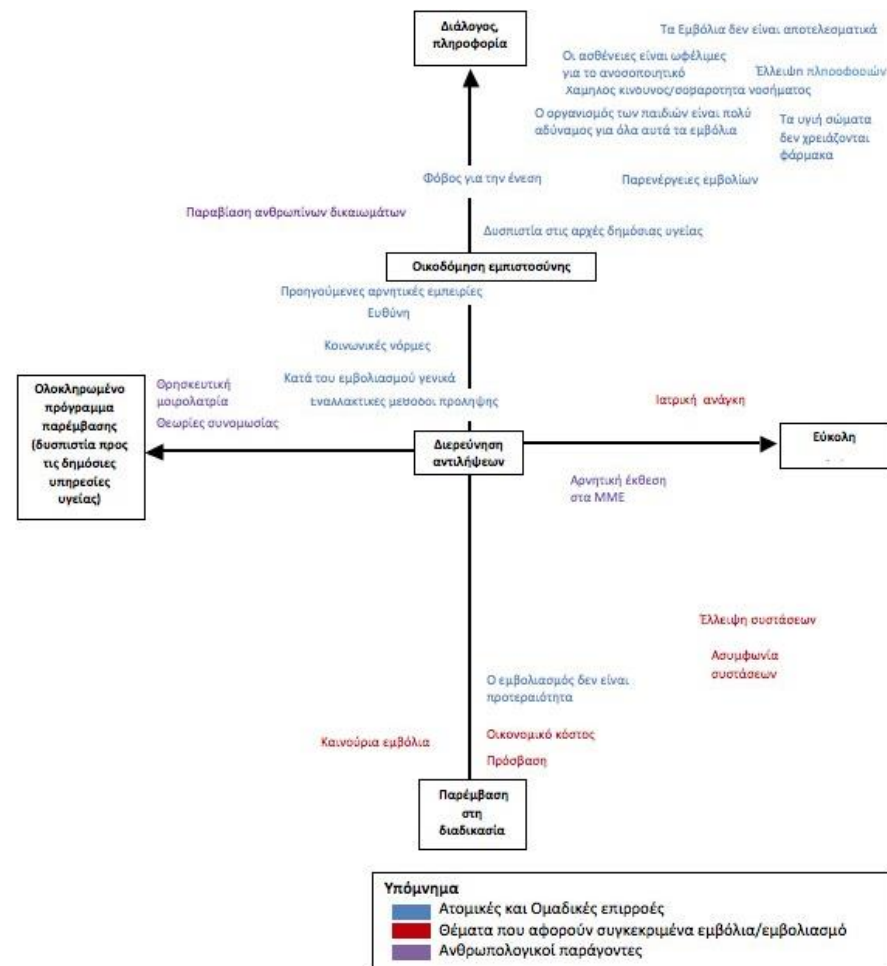 Διάλογος,
πληροφορία
Τα Εμβόλια δεν είναι αποτελεσματικά
Οι ασθένειες είναι ωφέλιμες
για το ανοσοποιητικό
Έλλειψη πληροφοριών
Χαμηλός κίνδυνος/σοβαρότητα νοσήματος
Ο οργανισμός των παιδιών είναι πολύ
αδύναμος για όλα αυτά τα εμβόλια
Τα υγιή σώματα
δεν χρειάζονται
φάρμακα
Φόβος για την ένεση
Παρενέργειες εμβολίων
Παραβίαση ανθρωπίνων δικαιωμάτων
Δυσπιστία στις αρχές δημόσιας υγείας
Οικοδόμηση εμπιστοσύνης
Προηγούμενες αρνητικές εμπειρίες
Ευθύνη
Κοινωνικές νόρμες
Κατά του εμβολιασμού γενικά
Εναλλακτικές μέθοδοι πρόληψης
Θρησκευτική
μοιρολατρία
Θεωρίες συνομωσίας
Ολοκληρωμένο
πρόγραμμα
παρέμβασης
(δυσπιστία προς
τις δημόσιες
υπηρεσίες
υγείας)
Ιατρική ανάγκη
Διερεύνηση
αντιλήψεων
Εύκολη
Αρνητική έκθεση
στα ΜΜΕ
Έλλειψη συστάσεων
Ασυμφωνία
συστάσεων
Ο εμβολιασμός δεν είναι
προτεραιότητα
Καινούρια εμβόλια
Οικονομικό κόστος
Πρόσβαση
Παρέμβαση
στη
διαδικασία
Υπόμνημα
Ατομικές και Ομαδικές επιρροές
Θέματα που αφορούν συγκεκριμένα εμβόλια/εμβολιασμό
Ανθρωπολογικοί παράγοντες